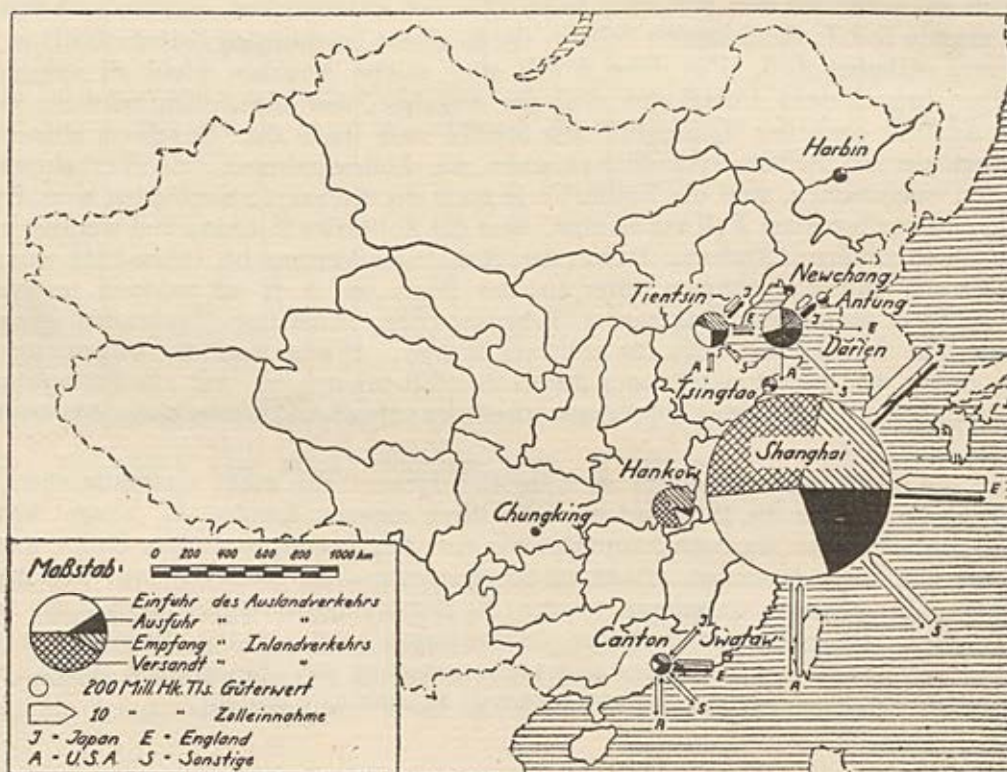 Harbin
Newchang
Tientsin
Antung
J
J
E
E
Darien
J
A
S
A
S
Tsingtao
Shanghai
Hankow
E
Chungking
S
Canton
Swataw
J
E
A
S
A
Maßstab:
0 200 400 600 800 1000 km
Einfuhr des Auslandverkehrs
Ausfuhr " "
Empfang " Inlandverkehrs
Versandt " "
200 Mill. Hk. Tls. Güterwert
10 " " Zolleinnahme
J - Japan E - England
A - U.S.A S - Sonstige